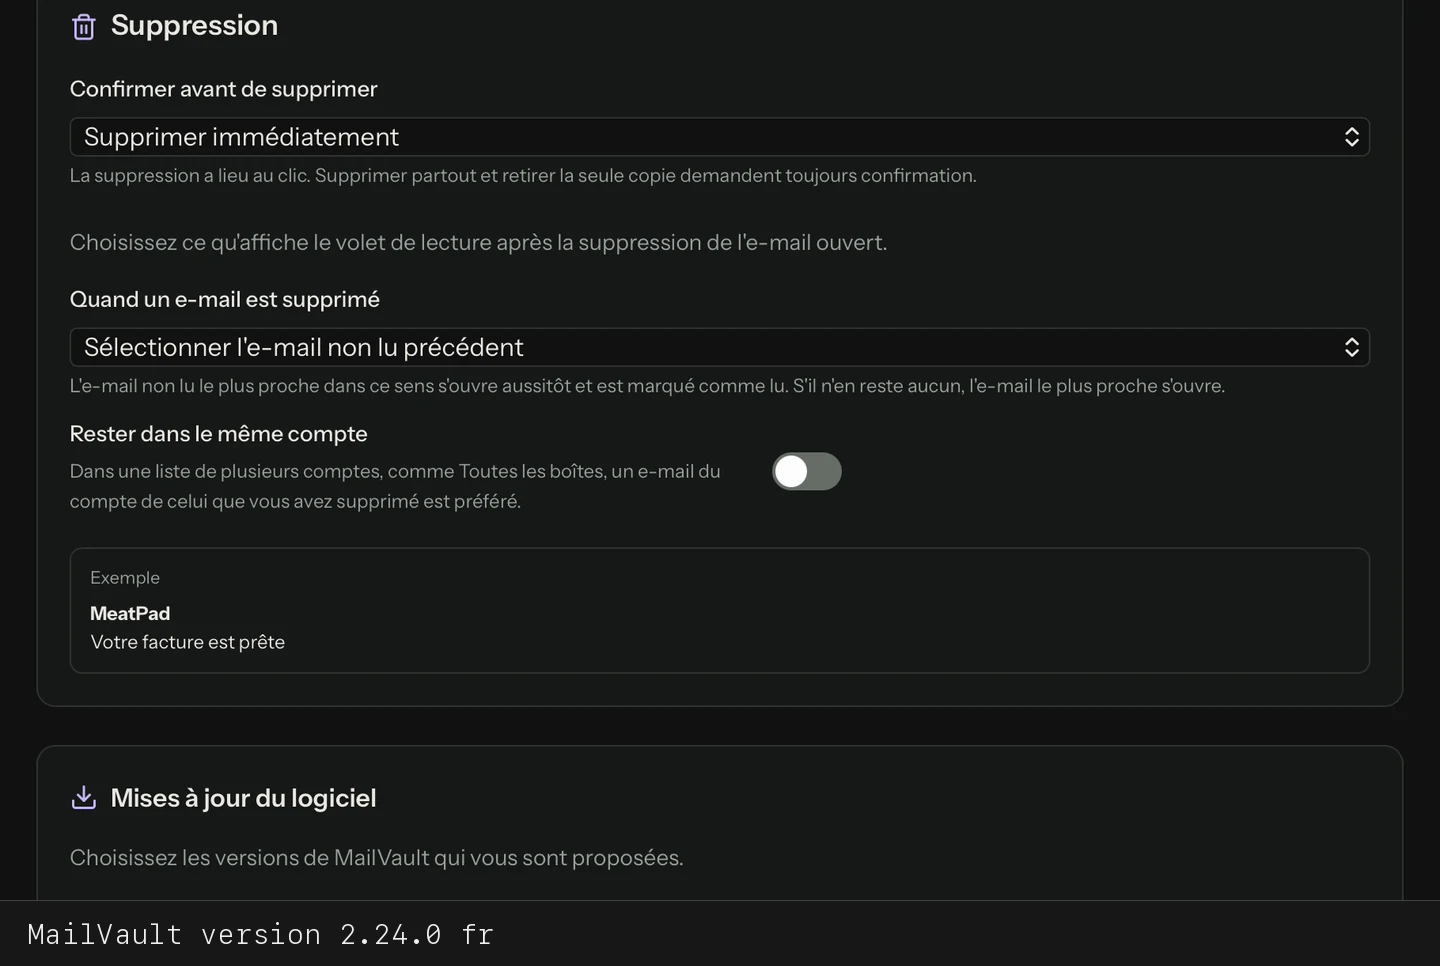 Suppression
Confirmer avant de supprimer
Supprimer immédiatement
La suppression a lieu au clic. Supprimer partout et retirer la seule copie demandent toujours confirmation.
Choisissez ce qu'affiche le volet de lecture après la suppression de l'e-mail ouvert.
Quand un e-mail est supprimé
Sélectionner l'e-mail non lu précédent
L'e-mail non lu le plus proche dans ce sens s'ouvre aussitôt et est marqué comme lu. S'il n'en reste aucun, l'e-mail le plus proche s'ouvre.
Rester dans le même compte
Dans une liste de plusieurs comptes, comme Toutes les boîtes, un e-mail du
compte de celui que vous avez supprimé est préféré.
Exemple
MeatPad
Votre facture est prête
Mises à jour du logiciel
Choisissez les versions de MailVault qui vous sont proposées.
MailVault version 2.24.0 fr